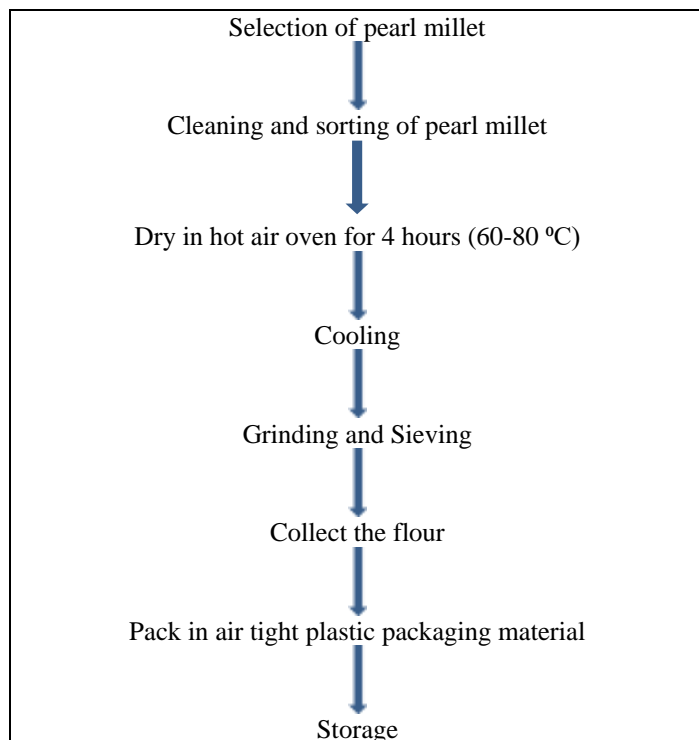 Selection of pearl millet
Cleaning and sorting of pearl millet
Dry in hot air oven for 4 hours (60-80 ºC)
Cooling
Grinding and Sieving
Collect the flour
Pack in air tight plastic packaging material
Storage